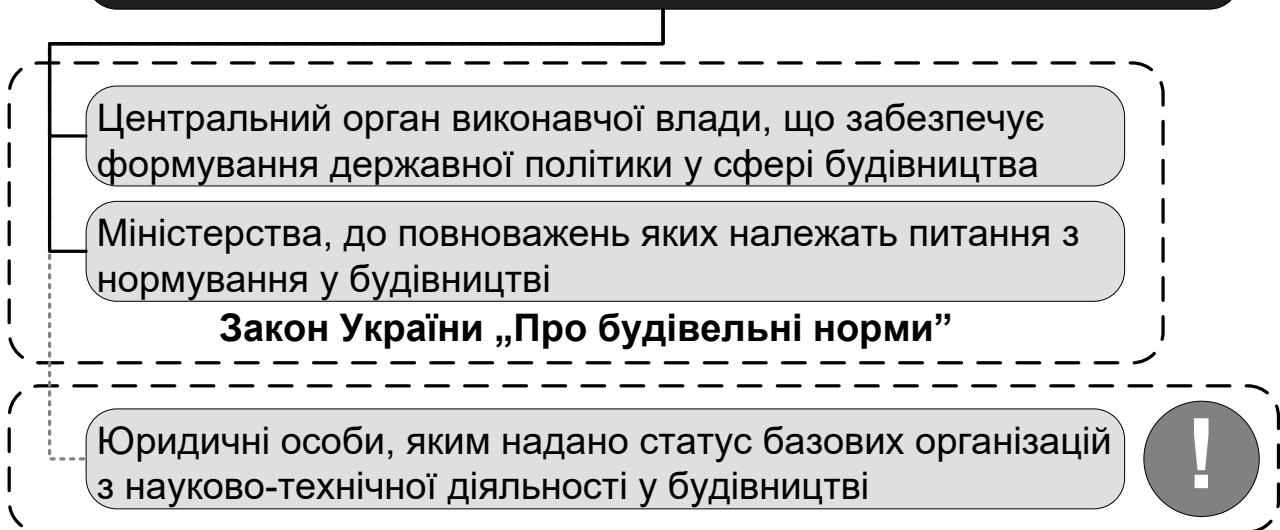 Центральний орган виконавчої влади, що забезпечує
формування державної політики у сфері будівництва
Міністерства, до повноважень яких належать питання з
нормування у будівництві
Закон України „Про будівельні норми”
Юридичні особи, яким надано статус базових організацій
з науково-технічної діяльності у будівництві
!